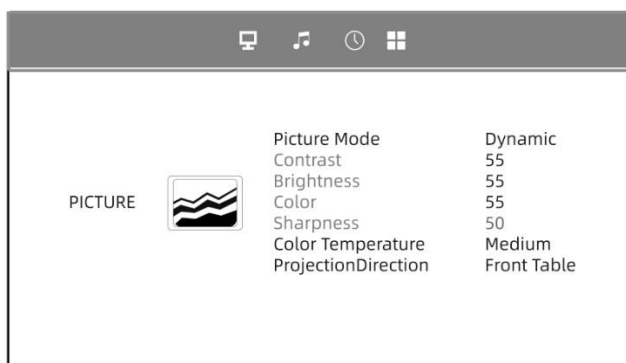 Picture Mode Dynamic
Contrast 55
Brightness 55
Color 55
PICTURE
Sharpness 50
Color Temperature Medium
ProjectionDirection Front Table